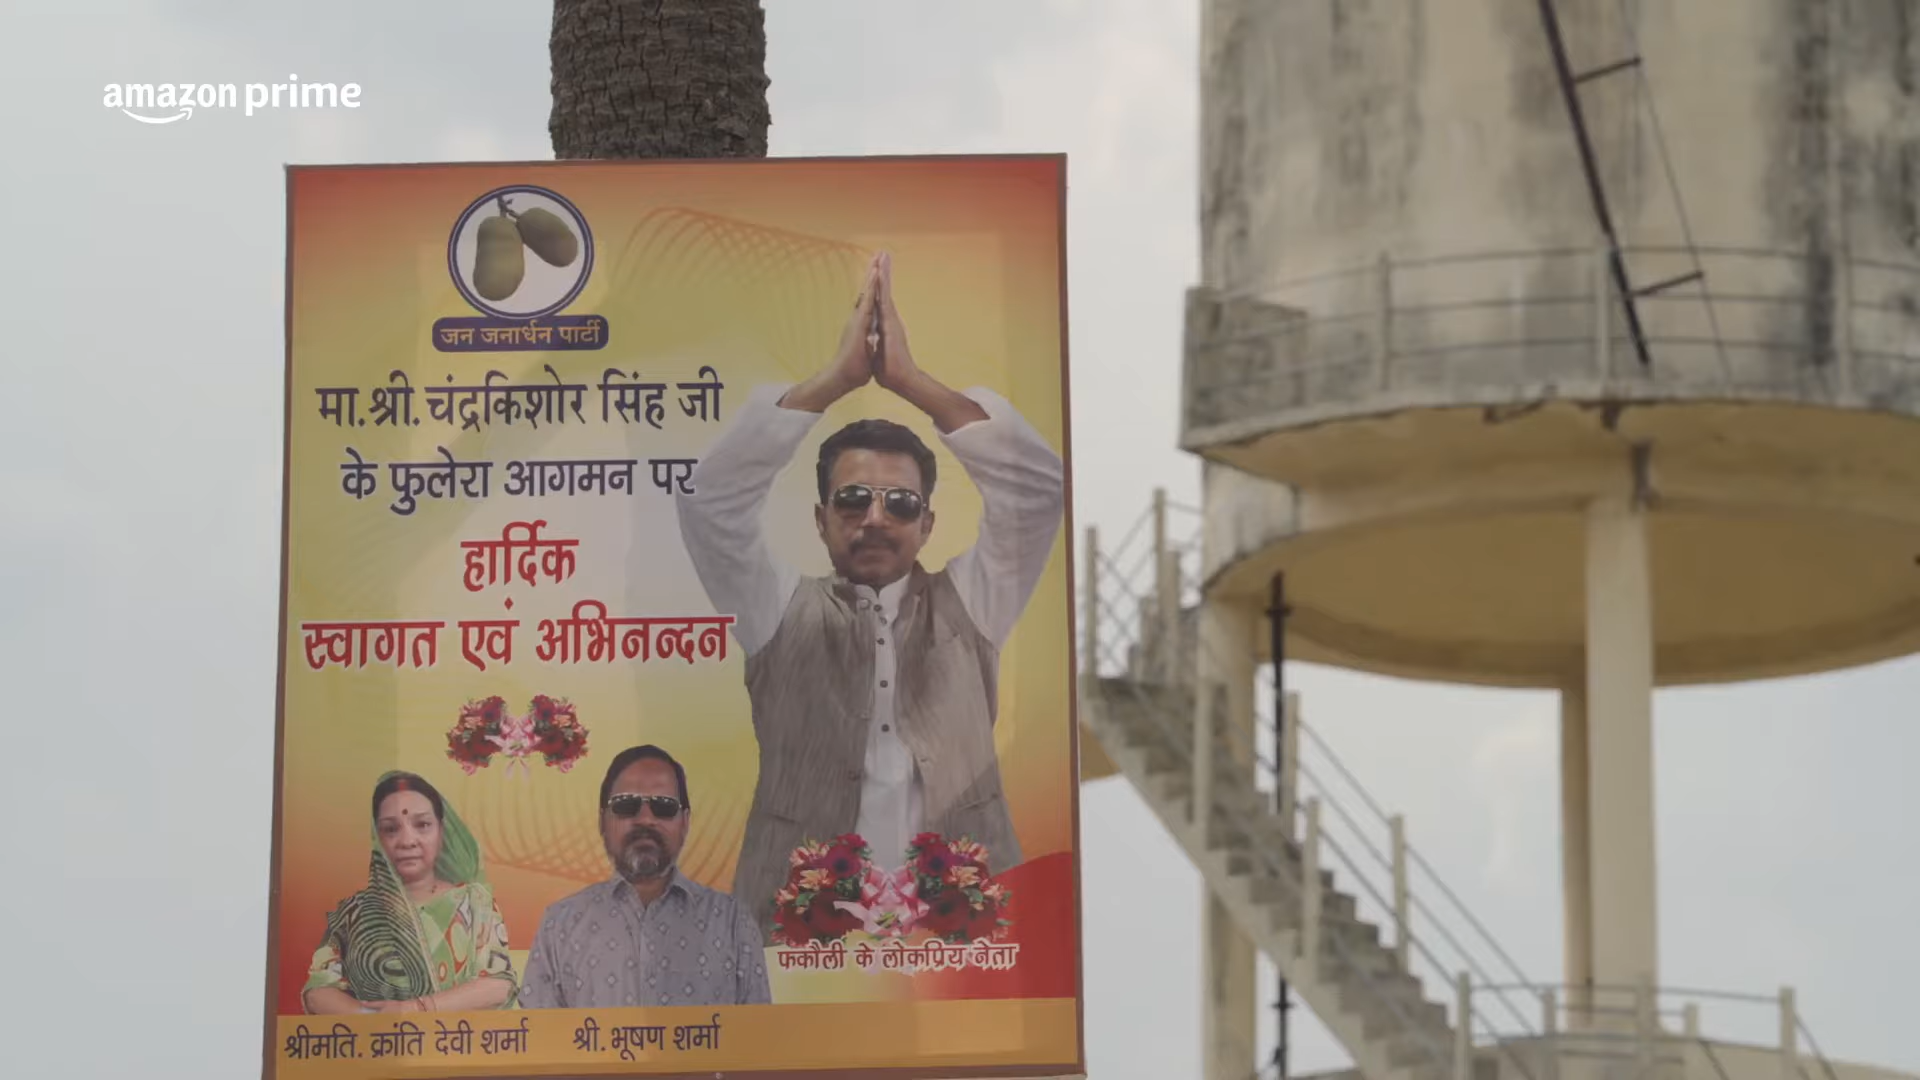 amazon prime
जन जनार्धन पार्टी
मा.श्री.चंद्रकिशोर सिंह जी
के फुलेरा आगमन पर
हार्दिक
स्वागत एवं अभिनन्दन
फकौली के लोकप्रिय नेता
श्रीमति. क्रांति देवी शर्मा श्री. भूषण शर्मा